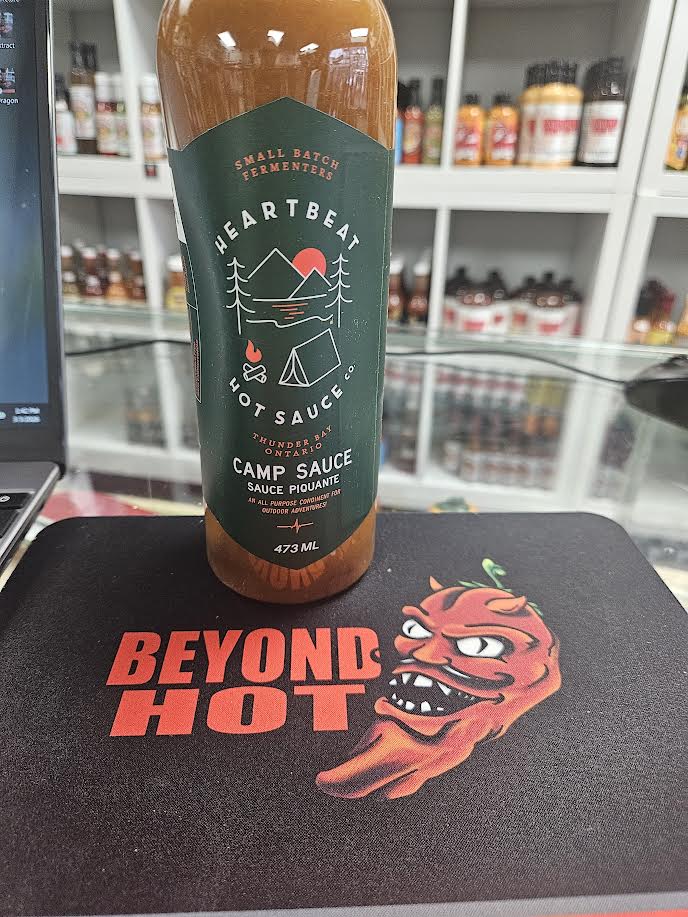 SMALL BATCH
FERMENTERS
HEARTBEAT
HOT SAUCE CO.
THUNDER BAY
ONTARIO
CAMP SAUCE
SAUCE PIQUANTE
AN ALL PURPOSE CONDIMENT FOR
OUTDOOR ADVENTURES!
473 ML
BEYOND
HOT